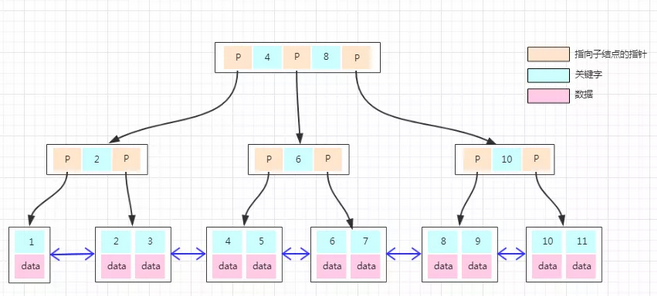 P 4 P 8 P
指向子结点的指针
关键字
数据
P 2 P
P 6 P
P 10 P
1
2 3
4 5
6 7
8 9
10 11
data
data data
data data
data data
data data
data data